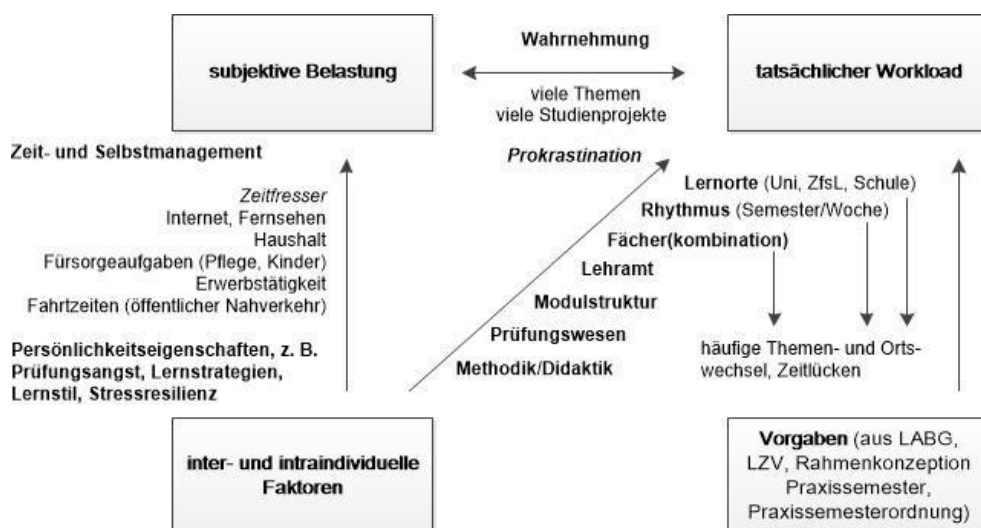 subjektive Belastung
Wahrnehmung
viele Themen
viele Studienprojekte
tatsächlicher Workload
Zeit- und Selbstmanagement
Zeitfresser
Internet, Fernsehen
Haushalt
Fürsorgeaufgaben (Pflege, Kinder)
Erwerbstätigkeit
Fahrtzeiten (öffentlicher Nahverkehr)
Persönlichkeitseigenschaften, z. B.
Prüfungsangst, Lernstrategien,
Lernstil, Stressresilienz
Prokrastination
Lernorte (Uni, ZfsL, Schule)
Rhythmus (Semester/Woche)
Fächer(kombination)
Lehramt
Modulstruktur
Prüfungswesen
Methodik/Didaktik
häufige Themen- und Orts-
wechsel, Zeitlücken
inter- und intraindividuelle
Faktoren
Vorgaben (aus LABG,
LZV, Rahmenkonzeption
Praxissemester,
Praxissemesterordnung)